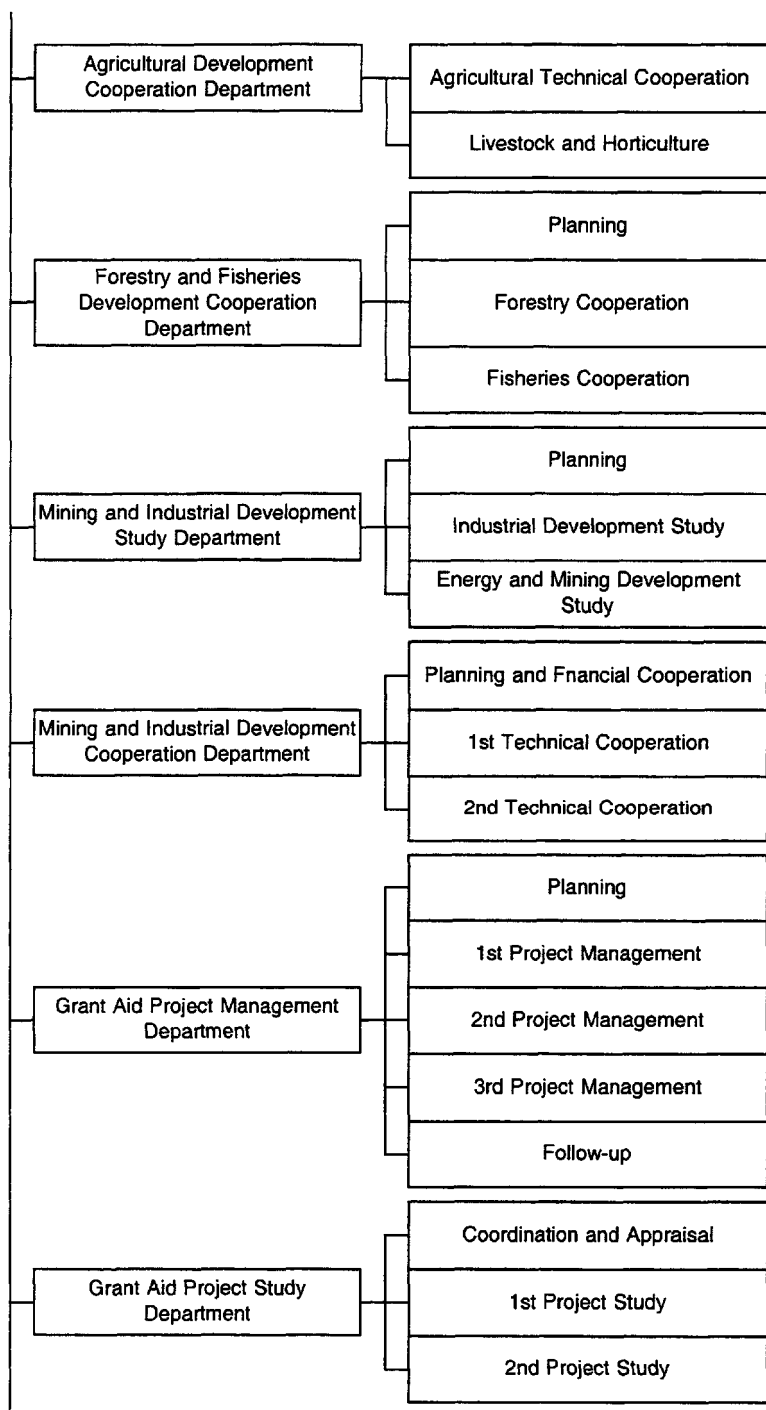 Agricultural Development
Cooperation Department
Agricultural Technical Cooperation
Livestock and Horticulture
Forestry and Fisheries
Development Cooperation
Department
Planning
Forestry Cooperation
Fisheries Cooperation
Mining and Industrial Development
Study Department
Planning
Industrial Development Study
Energy and Mining Development
Study
Mining and Industrial Development
Cooperation Department
Planning and Fnancial Cooperation
1st Technical Cooperation
2nd Technical Cooperation
Grant Aid Project Management
Department
Planning
1st Project Management
2nd Project Management
3rd Project Management
Follow-up
Grant Aid Project Study
Department
Coordination and Appraisal
1st Project Study
2nd Project Study